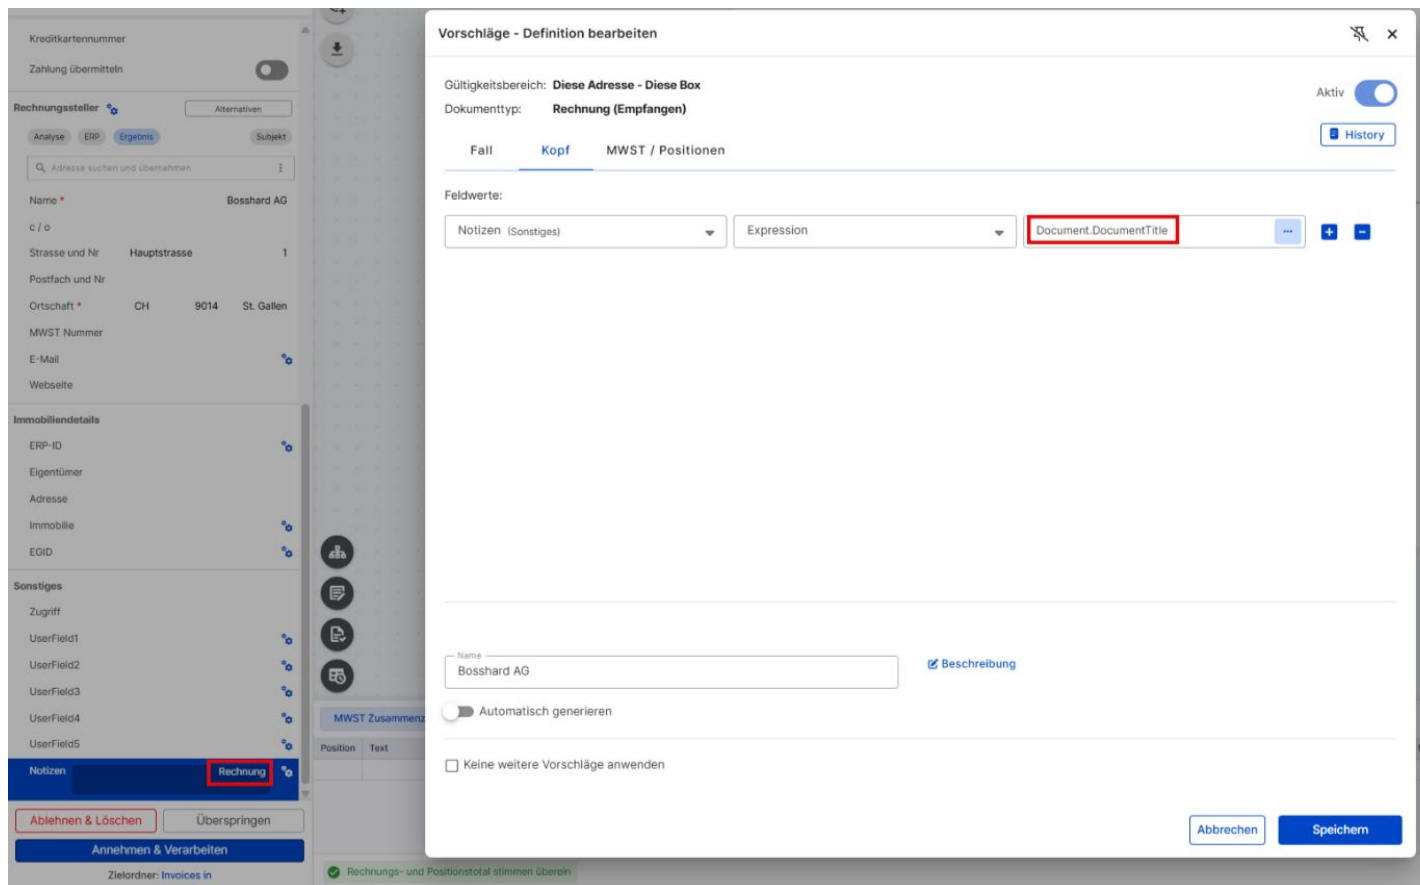 Kreditkartennummer
Zahlung übermitteln
Rechnungssteller
Alternativen
Analyse ERP Ergebnis Subjekt
Adresse suchen und übernehmen
Name * Bosshard AG
c / o
Strasse und Nr Hauptstrasse 1
Postfach und Nr
Ortschaft * CH 9014 St. Gallen
MWST Nummer
E-Mail
Webseite
Immobiliendetails
ERP-ID
Eigentümer
Adresse
Immobilie
EGID
Sonstiges
Zugriff
UserField1
UserField2
UserField3
UserField4
UserField5
Notizen Rechnung
Ablehnen & Löschen Überspringen
Annehmen & Verarbeiten
Zielordner: Invoices in
MWST Zusammenz
Position Text
Rechnungs- und Positionstotal stimmen überein
Vorschläge - Definition bearbeiten
Gültigkeitsbereich: Diese Adresse - Diese Box
Dokumenttyp: Rechnung (Empfangen)
Aktiv
History
Fall Kopf MWST / Positionen
Feldwerte:
Notizen (Sonstiges) Expression Document.DocumentTitle ...
Name
Bosshard AG
Beschreibung
Automatisch generieren
Keine weitere Vorschläge anwenden
Abbrechen Speichern